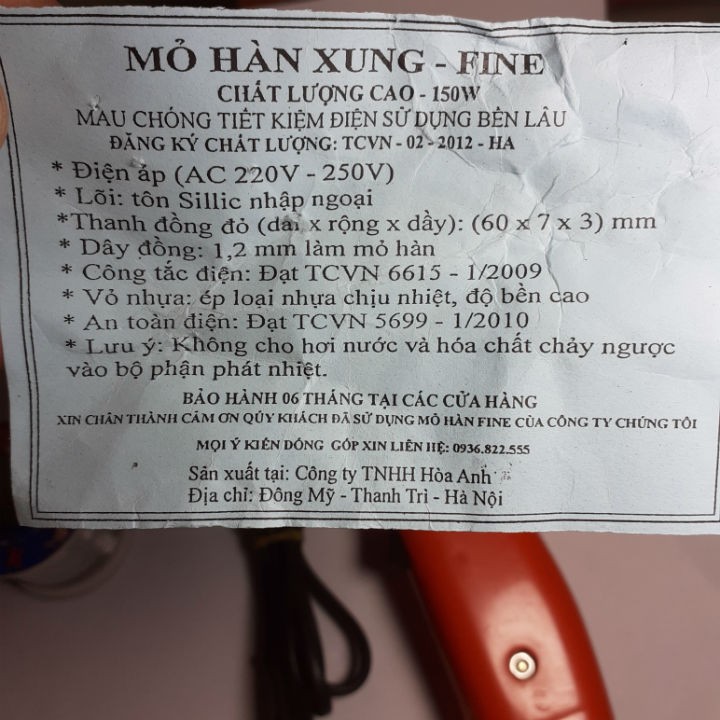 MỎ HÀN XUNG - FINE
CHẤT LƯỢNG CAO - 150W
MAU CHÓNG TIẾT KIỆM ĐIỆN SỬ DỤNG BỀN LÂU
ĐĂNG KÝ CHẤT LƯỢNG: TCVN - 02 - 2012 - HA
* Điện áp (AC 220V - 250V)
* Lõi: tôn Sillic nhập ngoại
*Thanh đồng đỏ (dài x rộng x dầy): (60 x 7 x 3) mm
* Dây đồng: 1,2 mm làm mỏ hàn
* Công tắc điện: Đạt TCVN 6615 - 1/2009
* Vỏ nhựa: ép loại nhựa chịu nhiệt, độ bền cao
* An toàn điện: Đạt TCVN 5699 - 1/2010
* Lưu ý: Không cho hơi nước và hóa chất chảy ngược
vào bộ phận phát nhiệt.
BẢO HÀNH 06 THÁNG TẠI CÁC CỬA HÀNG
XIN CHÂN THÀNH CẢM ƠN QÚY KHÁCH ĐÃ SỬ DỤNG MỎ HÀN FINE CỦA CÔNG TY CHÚNG TÔI
MỌI Ý KIẾN ĐÓNG GÓP XIN LIÊN HỆ: 0936.822.555
Sản xuất tại: Công ty TNHH Hòa Anh
Địa chỉ: Đông Mỹ - Thanh Trì - Hà Nội